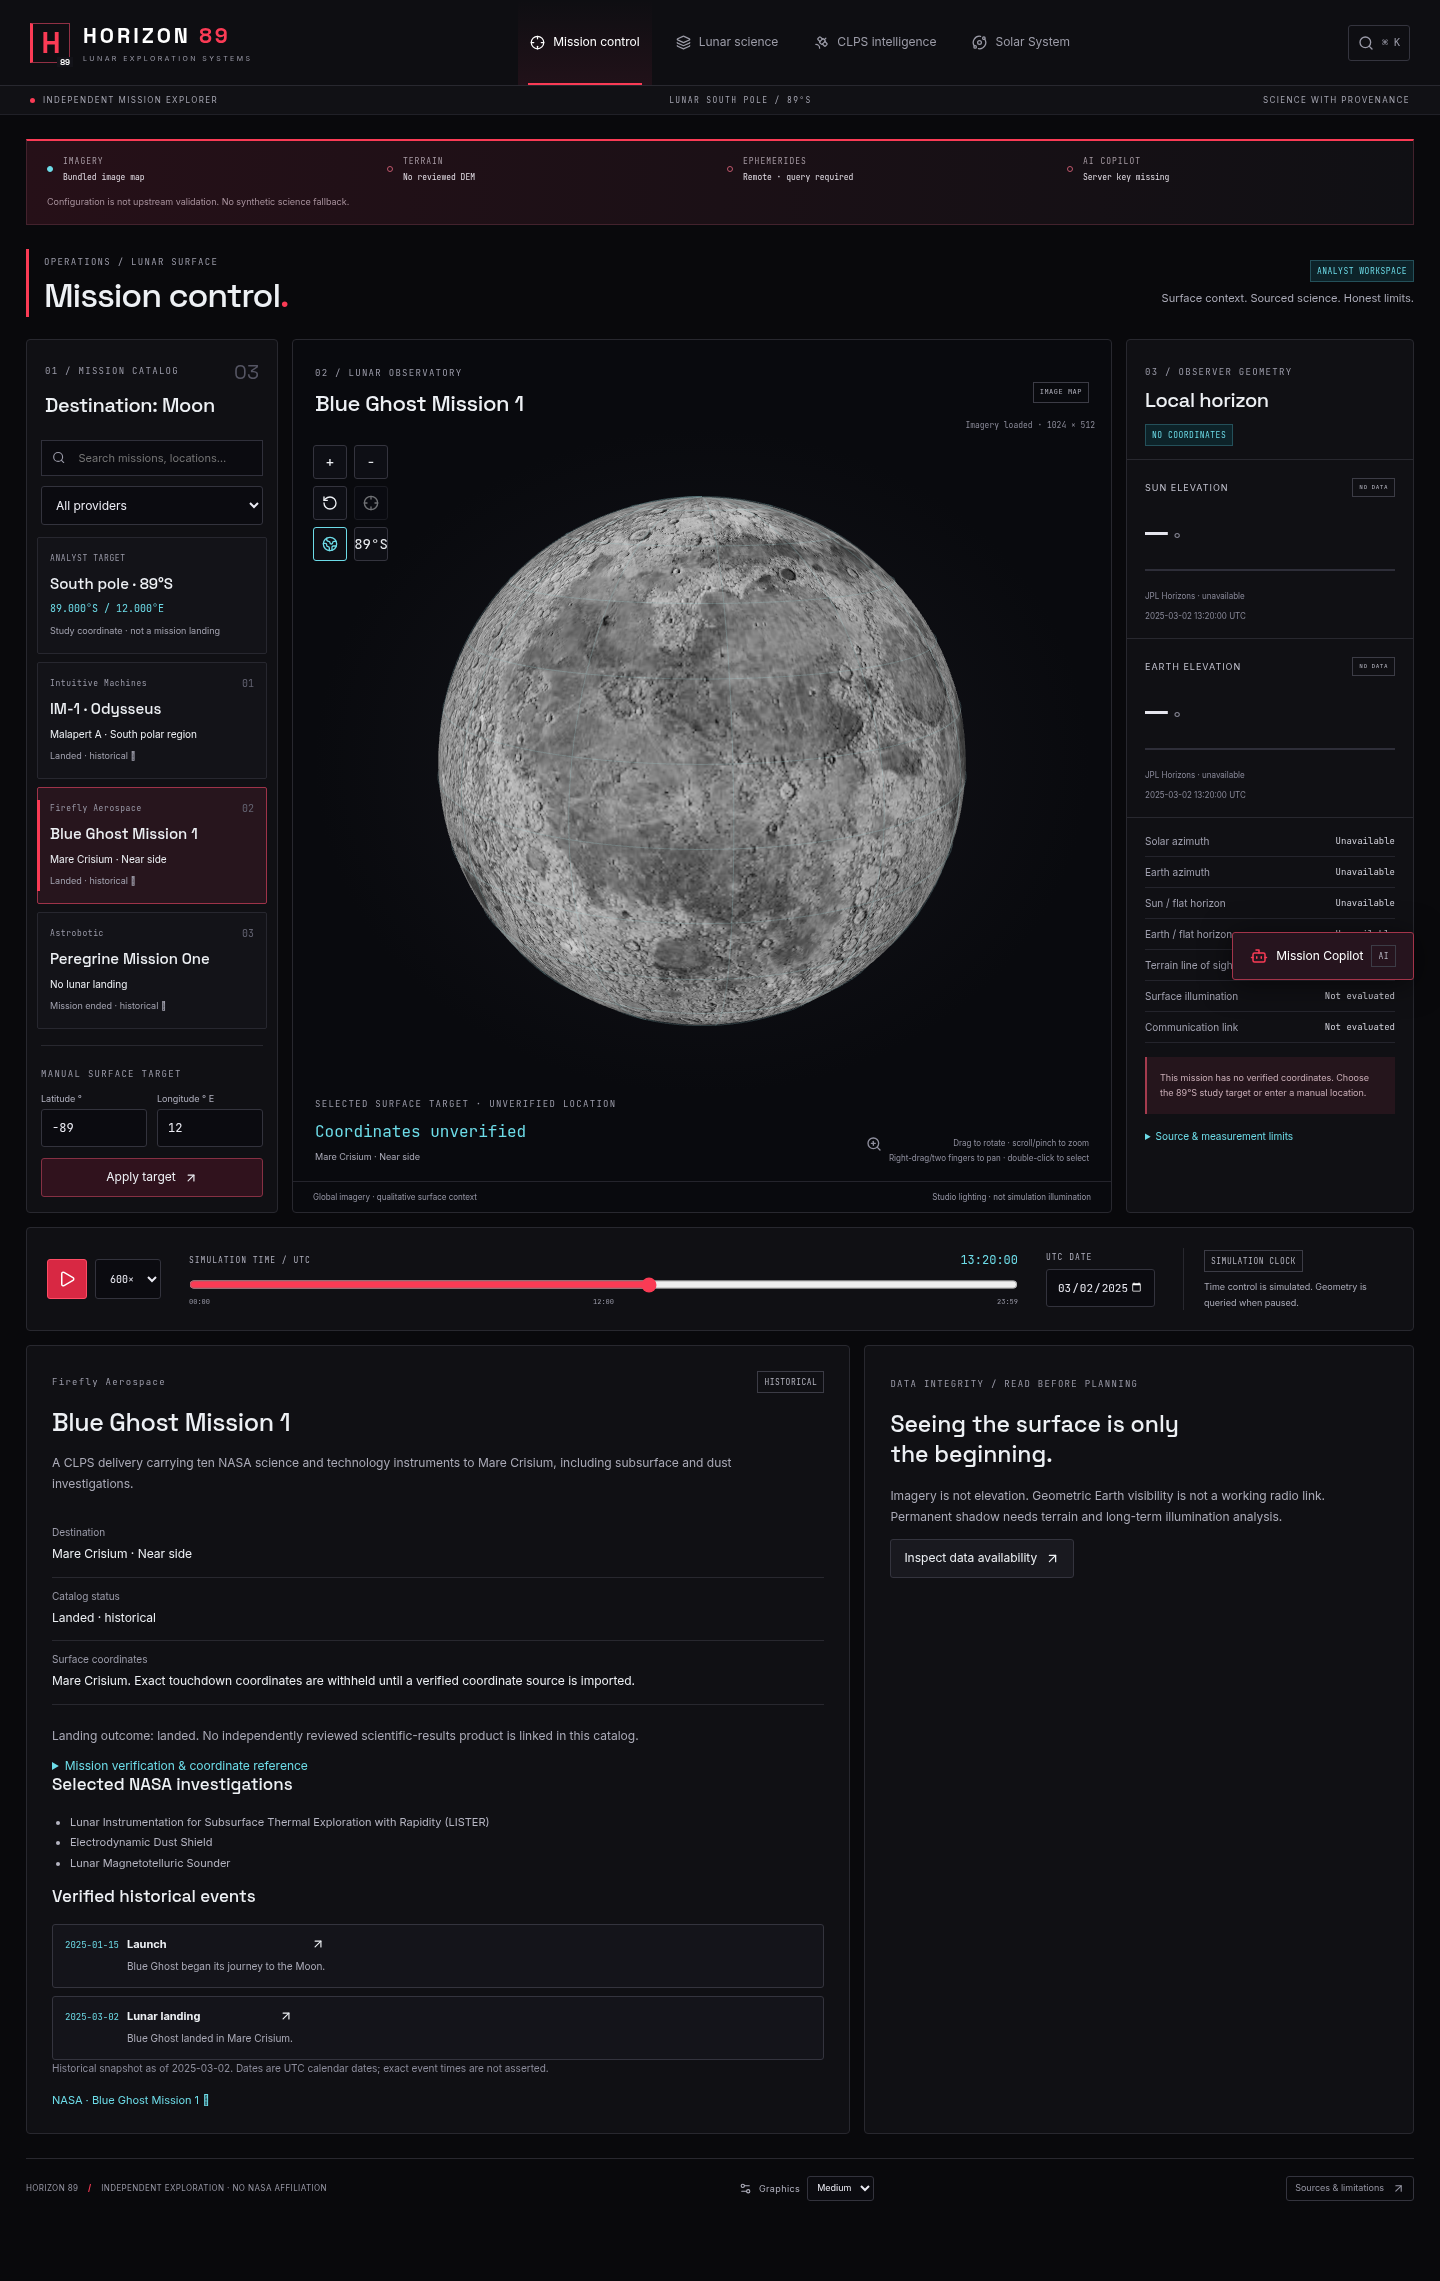 H
89
HORIZON 89
LUNAR EXPLORATION SYSTEMS
Mission control
Lunar science
CLPS intelligence
Solar System
⌘ K
INDEPENDENT MISSION EXPLORER
LUNAR SOUTH POLE / 89°S
SCIENCE WITH PROVENANCE
IMAGERY
Bundled image map
TERRAIN
No reviewed DEM
EPHEMERIDES
Remote · query required
AI COPILOT
Server key missing
Configuration is not upstream validation. No synthetic science fallback.
OPERATIONS / LUNAR SURFACE
Mission control.
ANALYST WORKSPACE
Surface context. Sourced science. Honest limits.
01 / MISSION CATALOG
03
Destination: Moon
Search missions, locations...
All providers
ANALYST TARGET
South pole · 89°S
89.000°S / 12.000°E
Study coordinate · not a mission landing
Intuitive Machines
01
IM-1 · Odysseus
Malapert A · South polar region
Landed · historical
Firefly Aerospace
02
Blue Ghost Mission 1
Mare Crisium · Near side
Landed · historical
Astrobotic
03
Peregrine Mission One
No lunar landing
Mission ended · historical
MANUAL SURFACE TARGET
Latitude °
Longitude ° E
-89
12
Apply target
02 / LUNAR OBSERVATORY
Blue Ghost Mission 1
IMAGE MAP
Imagery loaded · 1024 × 512
+
-
89°S
SELECTED SURFACE TARGET · UNVERIFIED LOCATION
Coordinates unverified
Mare Crisium · Near side
Drag to rotate · scroll/pinch to zoom
Right-drag/two fingers to pan · double-click to select
Global imagery · qualitative surface context
Studio lighting · not simulation illumination
03 / OBSERVER GEOMETRY
Local horizon
NO COORDINATES
SUN ELEVATION
NO DATA
— °
JPL Horizons · unavailable
2025-03-02 13:20:00 UTC
EARTH ELEVATION
NO DATA
— °
JPL Horizons · unavailable
2025-03-02 13:20:00 UTC
Solar azimuth
Unavailable
Earth azimuth
Unavailable
Sun / flat horizon
Unavailable
Earth / flat horizon
Terrain line of sigh
Mission Copilot
AI
Surface illumination
Not evaluated
Communication link
Not evaluated
This mission has no verified coordinates. Choose
the 89°S study target or enter a manual location.
Source & measurement limits
600×
SIMULATION TIME / UTC
13:20:00
00:00
12:00
23:59
UTC DATE
03/02/2025
SIMULATION CLOCK
Time control is simulated. Geometry is
queried when paused.
Firefly Aerospace
HISTORICAL
Blue Ghost Mission 1
A CLPS delivery carrying ten NASA science and technology instruments to Mare Crisium, including subsurface and dust
investigations.
Destination
Mare Crisium · Near side
Catalog status
Landed · historical
Surface coordinates
Mare Crisium. Exact touchdown coordinates are withheld until a verified coordinate source is imported.
Landing outcome: landed. No independently reviewed scientific-results product is linked in this catalog.
Mission verification & coordinate reference
Selected NASA investigations
• Lunar Instrumentation for Subsurface Thermal Exploration with Rapidity (LISTER)
• Electrodynamic Dust Shield
• Lunar Magnetotelluric Sounder
Verified historical events
2025-01-15 Launch
Blue Ghost began its journey to the Moon.
2025-03-02 Lunar landing
Blue Ghost landed in Mare Crisium.
Historical snapshot as of 2025-03-02. Dates are UTC calendar dates; exact event times are not asserted.
NASA · Blue Ghost Mission 1
DATA INTEGRITY / READ BEFORE PLANNING
Seeing the surface is only
the beginning.
Imagery is not elevation. Geometric Earth visibility is not a working radio link.
Permanent shadow needs terrain and long-term illumination analysis.
Inspect data availability
HORIZON 89 / INDEPENDENT EXPLORATION · NO NASA AFFILIATION
Graphics
Medium
Sources & limitations